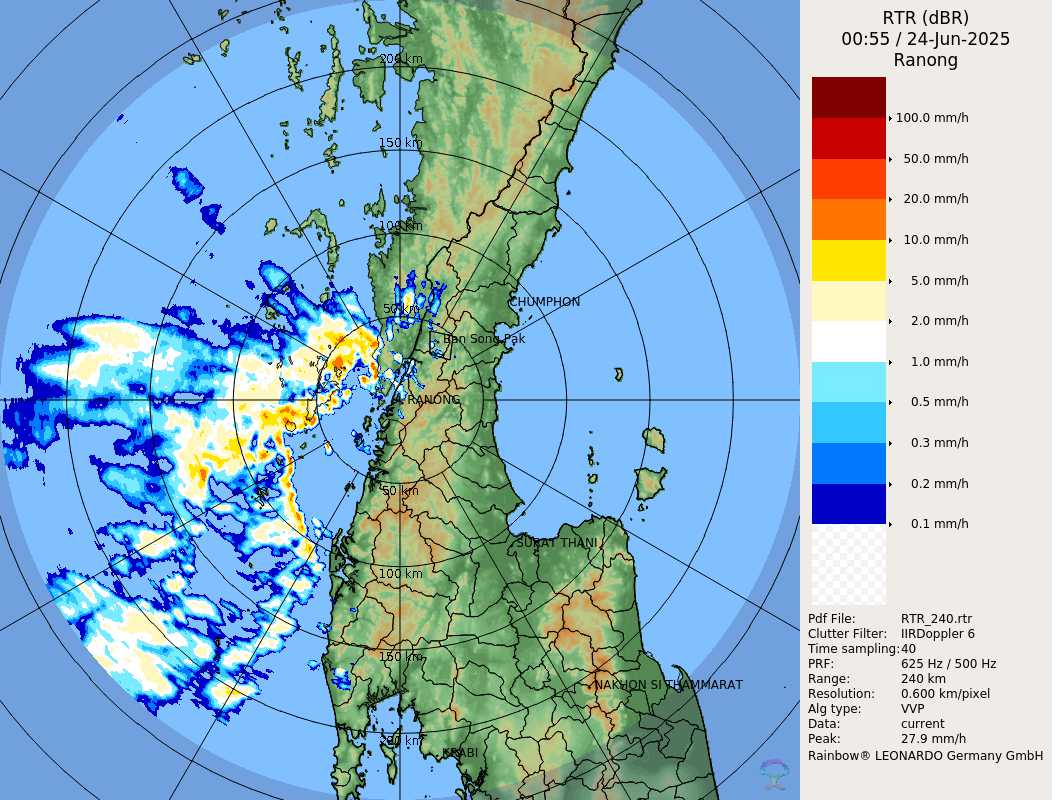 RTR (dBR)
00:55 / 24-Jun-2025
Ranong
200 km
150 km
100 km
50 km
CHUMPHON
Ban Song Pak
RANONG
50 km
100 km
SURAT THANI
150 km
NAKHON SI THAMMARAT
200 km
KRABI
100.0 mm/h
50.0 mm/h
20.0 mm/h
10.0 mm/h
5.0 mm/h
2.0 mm/h
1.0 mm/h
0.5 mm/h
0.3 mm/h
0.2 mm/h
0.1 mm/h
Pdf File: RTR_240.rtr
Clutter Filter: IIRDoppler 6
Time sampling:40
PRF: 625 Hz / 500 Hz
Range: 240 km
Resolution: 0.600 km/pixel
Alg type: VVP
Data: current
Peak: 27.9 mm/h
Rainbow® LEONARDO Germany GmbH